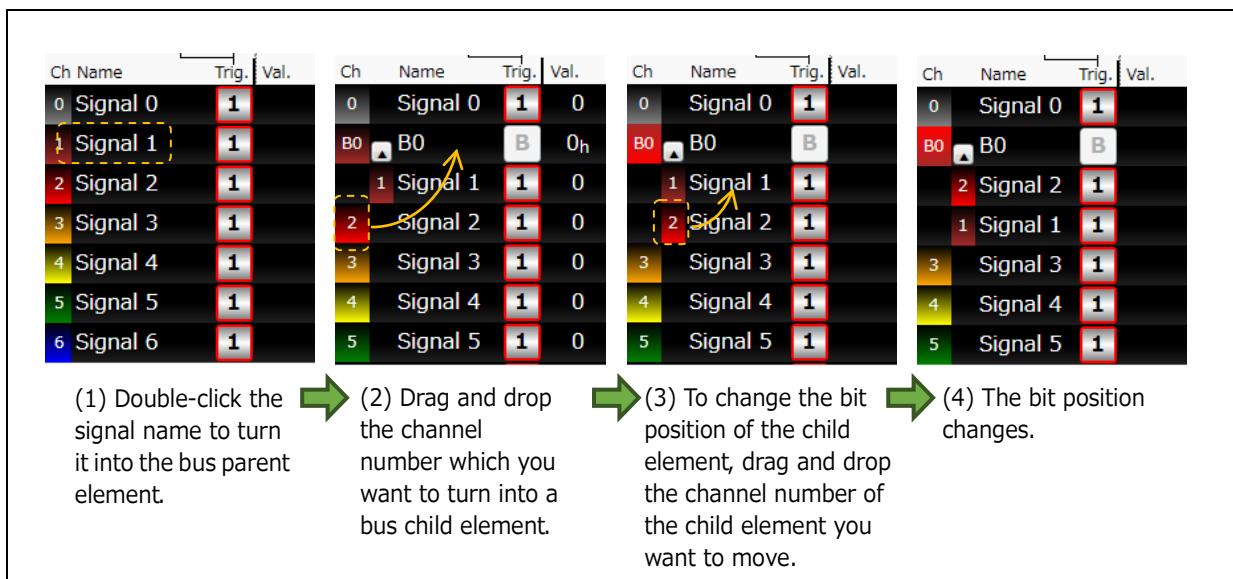 Ch Name Trig. Val.
0 Signal 0 1
1 Signal 1 1
2 Signal 2 1
3 Signal 3 1
4 Signal 4 1
5 Signal 5 1
6 Signal 6 1
(1) Double-click the
signal name to turn
it into the bus parent
element.
Ch Name Trig. Val.
0 Signal 0 1 0
B0 ▲ B0 B 0h
1 Signal 1 1 0
2 Signal 2 1 0
3 Signal 3 1 0
4 Signal 4 1 0
5 Signal 5 1 0
(2) Drag and drop
the channel
number which you
want to turn into a
bus child element.
Ch Name Trig. Val.
0 Signal 0 1
B0 ▲ B0 B
1 Signal 1 1
2 Signal 2 1
3 Signal 3 1
4 Signal 4 1
5 Signal 5 1
(3) To change the bit
position of the child
element, drag and drop
the channel number of
the child element you
want to move.
Ch Name Trig. Val.
0 Signal 0 1
B0 ▲ B0 B
2 Signal 2 1
1 Signal 1 1
3 Signal 3 1
4 Signal 4 1
5 Signal 5 1
(4) The bit position
changes.